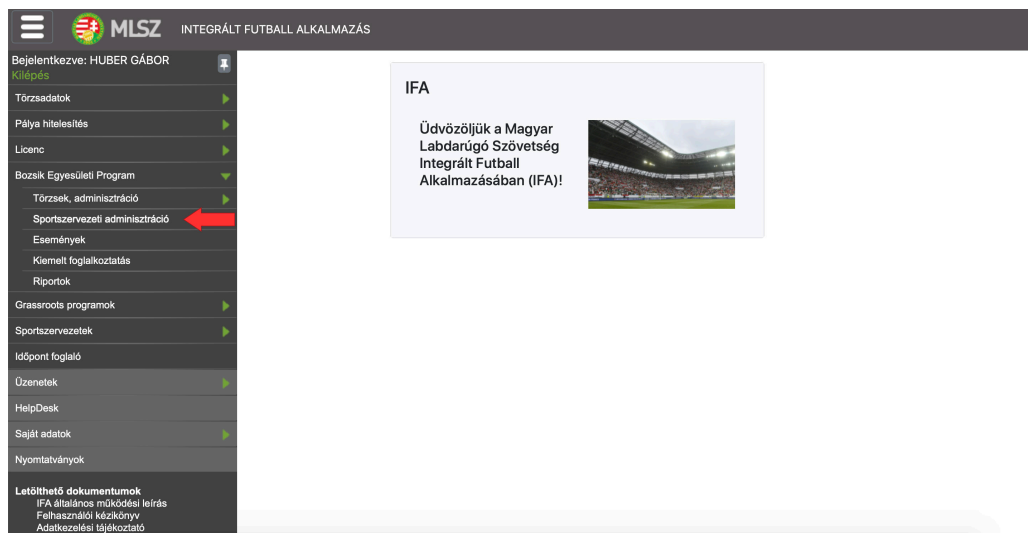 MLSZ
INTEGRÁLT FUTBALL ALKALMAZÁS
Bejelentkezve: HUBER GÁBOR
Kilépés
Törzsadatok
Pálya hitelesítés
Licenc
Bozsik Egyesületi Program
Törzsek, adminisztráció
Sportszervezeti adminisztráció
Események
Kiemelt foglalkoztatás
Riportok
Grassroots programok
Sportszervezetek
Időpont foglaló
Üzenetek
HelpDesk
Saját adatok
Nyomtatványok
Letölthető dokumentumok
IFA általános működési leírás
Felhasználói kézikönyv
Adatkezelési tájékoztató
IFA
Üdvözöljük a Magyar
Labdarúgó Szövetség
Integrált Futball
Alkalmazásában (IFA)!